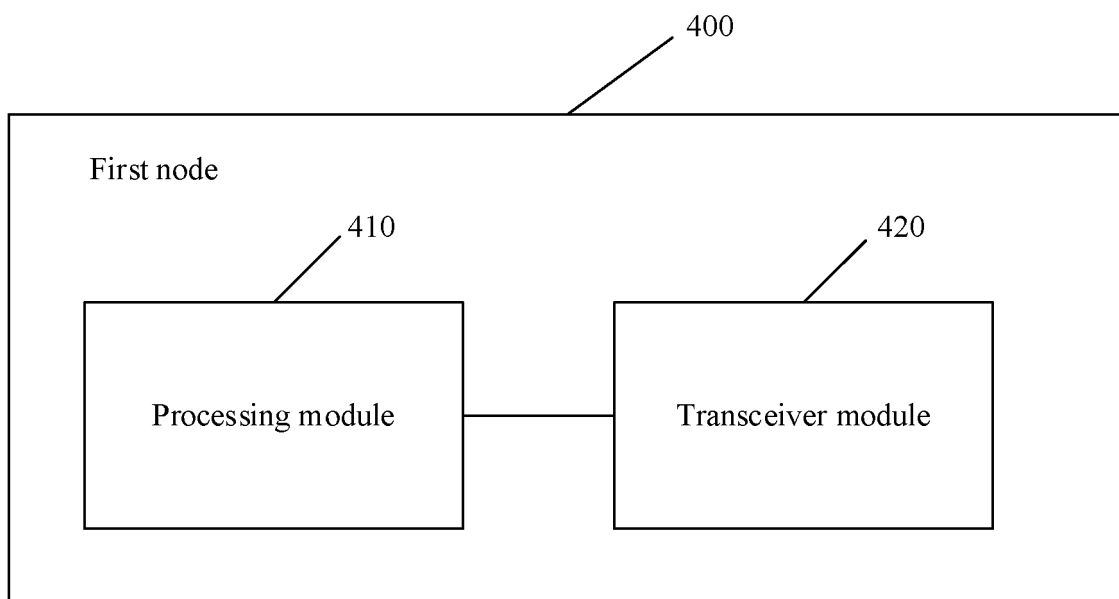 400
First node
410
420
Processing module
Transceiver module